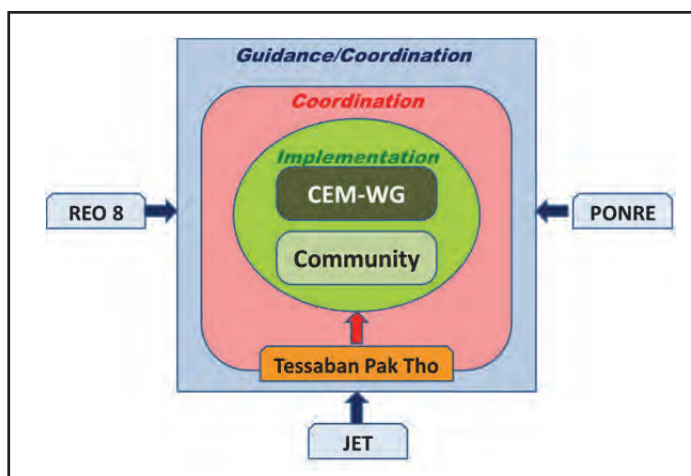 Guidance/Coordination
Coordination
Implementation
CEM-WG
REO 8
PONRE
Community
Tessaban Pak Tho
JET